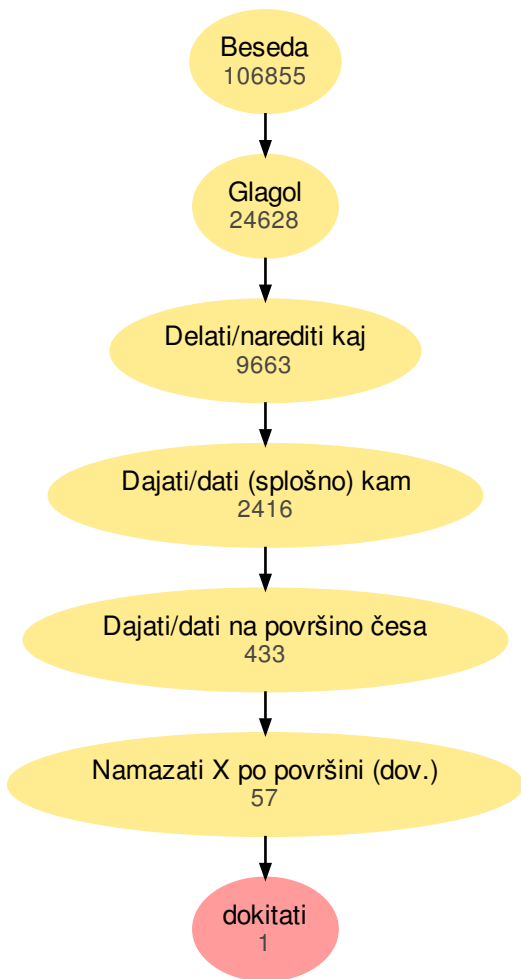 Beseda
106855
Glagol
24628
Delati/narediti kaj
9663
Dajati/dati (splošno) kam
2416
Dajati/dati na površino česa
433
Namazati X po površini (dov.)
57
dokitati
1